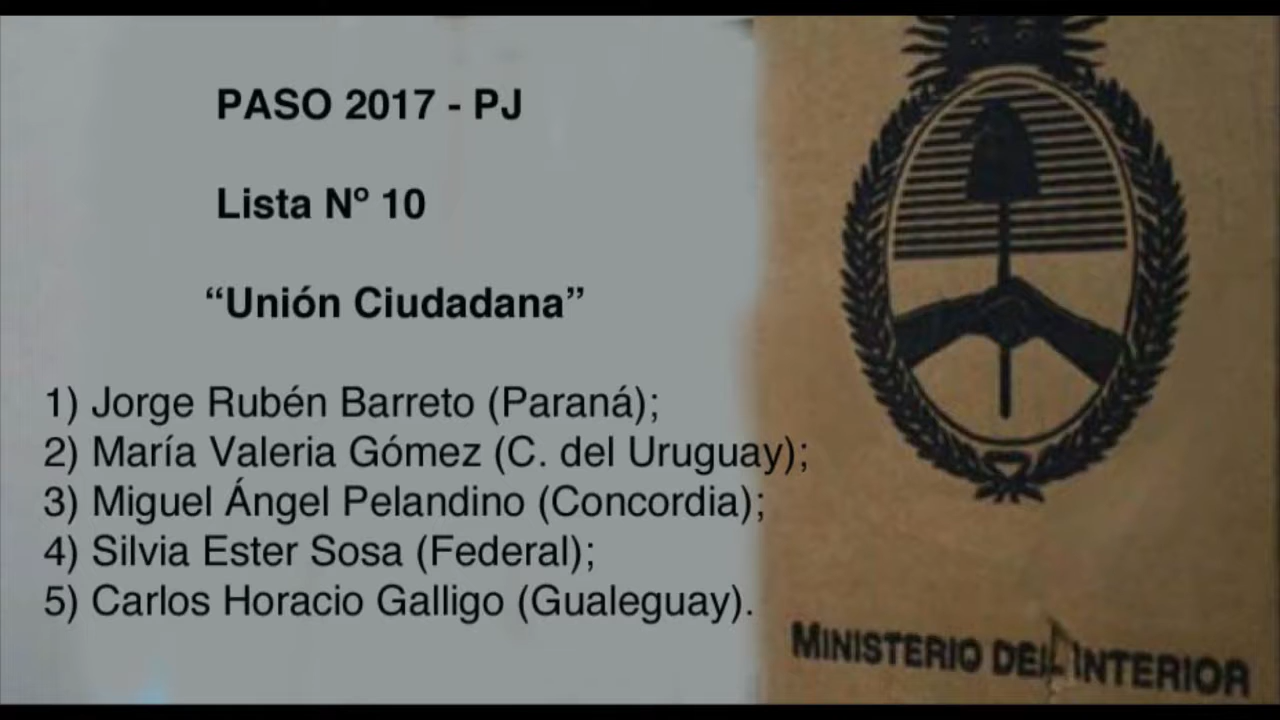 PASO 2017 - PJ
Lista Nº 10
“Unión Ciudadana”
1) Jorge Rubén Barreto (Paraná);
2) María Valeria Gómez (C. del Uruguay);
3) Miguel Ángel Pelandino (Concordia);
4) Silvia Ester Sosa (Federal);
5) Carlos Horacio Galligo (Gualeguay).
MINISTERIO DEL INTERIOR